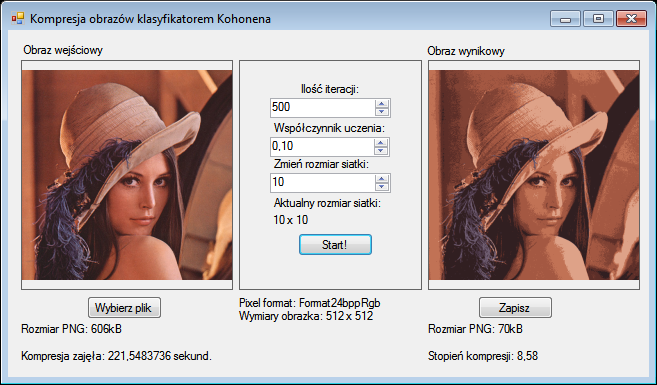 Kompresja obrazów klasyfikatorem Kohonena
Obraz wejściowy
Obraz wynikowy
Ilość iteracji:
500
Współczynnik uczenia:
0,10
Zmień rozmiar siatki:
10
Aktualny rozmiar siatki:
10 x 10
Start!
Wybierz plik
Pixel format: Format24bppRgb
Wymiary obrazka: 512 x 512
Zapisz
Rozmiar PNG: 606kB
Rozmiar PNG: 70kB
Kompresja zajęła: 221,5483736 sekund.
Stopień kompresji: 8,58